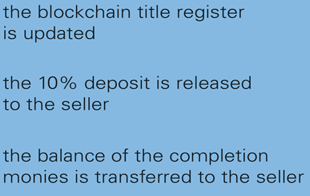 the blockchain title register
is updated
the 10% deposit is released
to the seller
the balance of the completion
monies is transferred to the seller